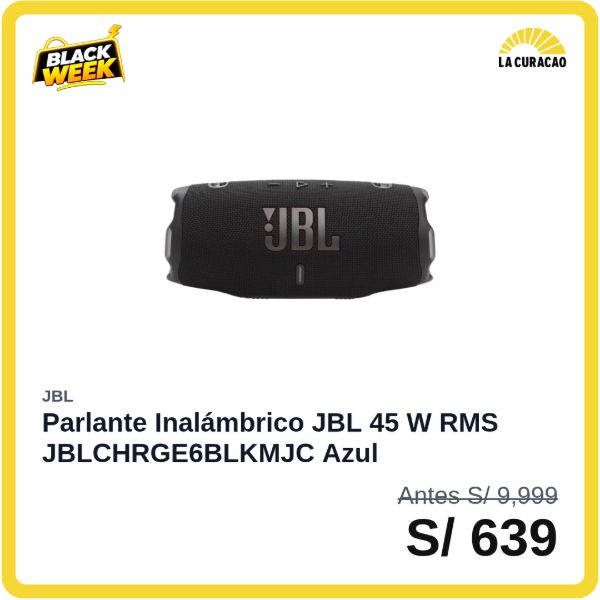 BLACK
WEEK
LA CURACAO
JBL
JBL
Parlante Inalámbrico JBL 45 W RMS
JBLCHRGE6BLKMJC Azul
Antes S/ 9,999
S/ 639